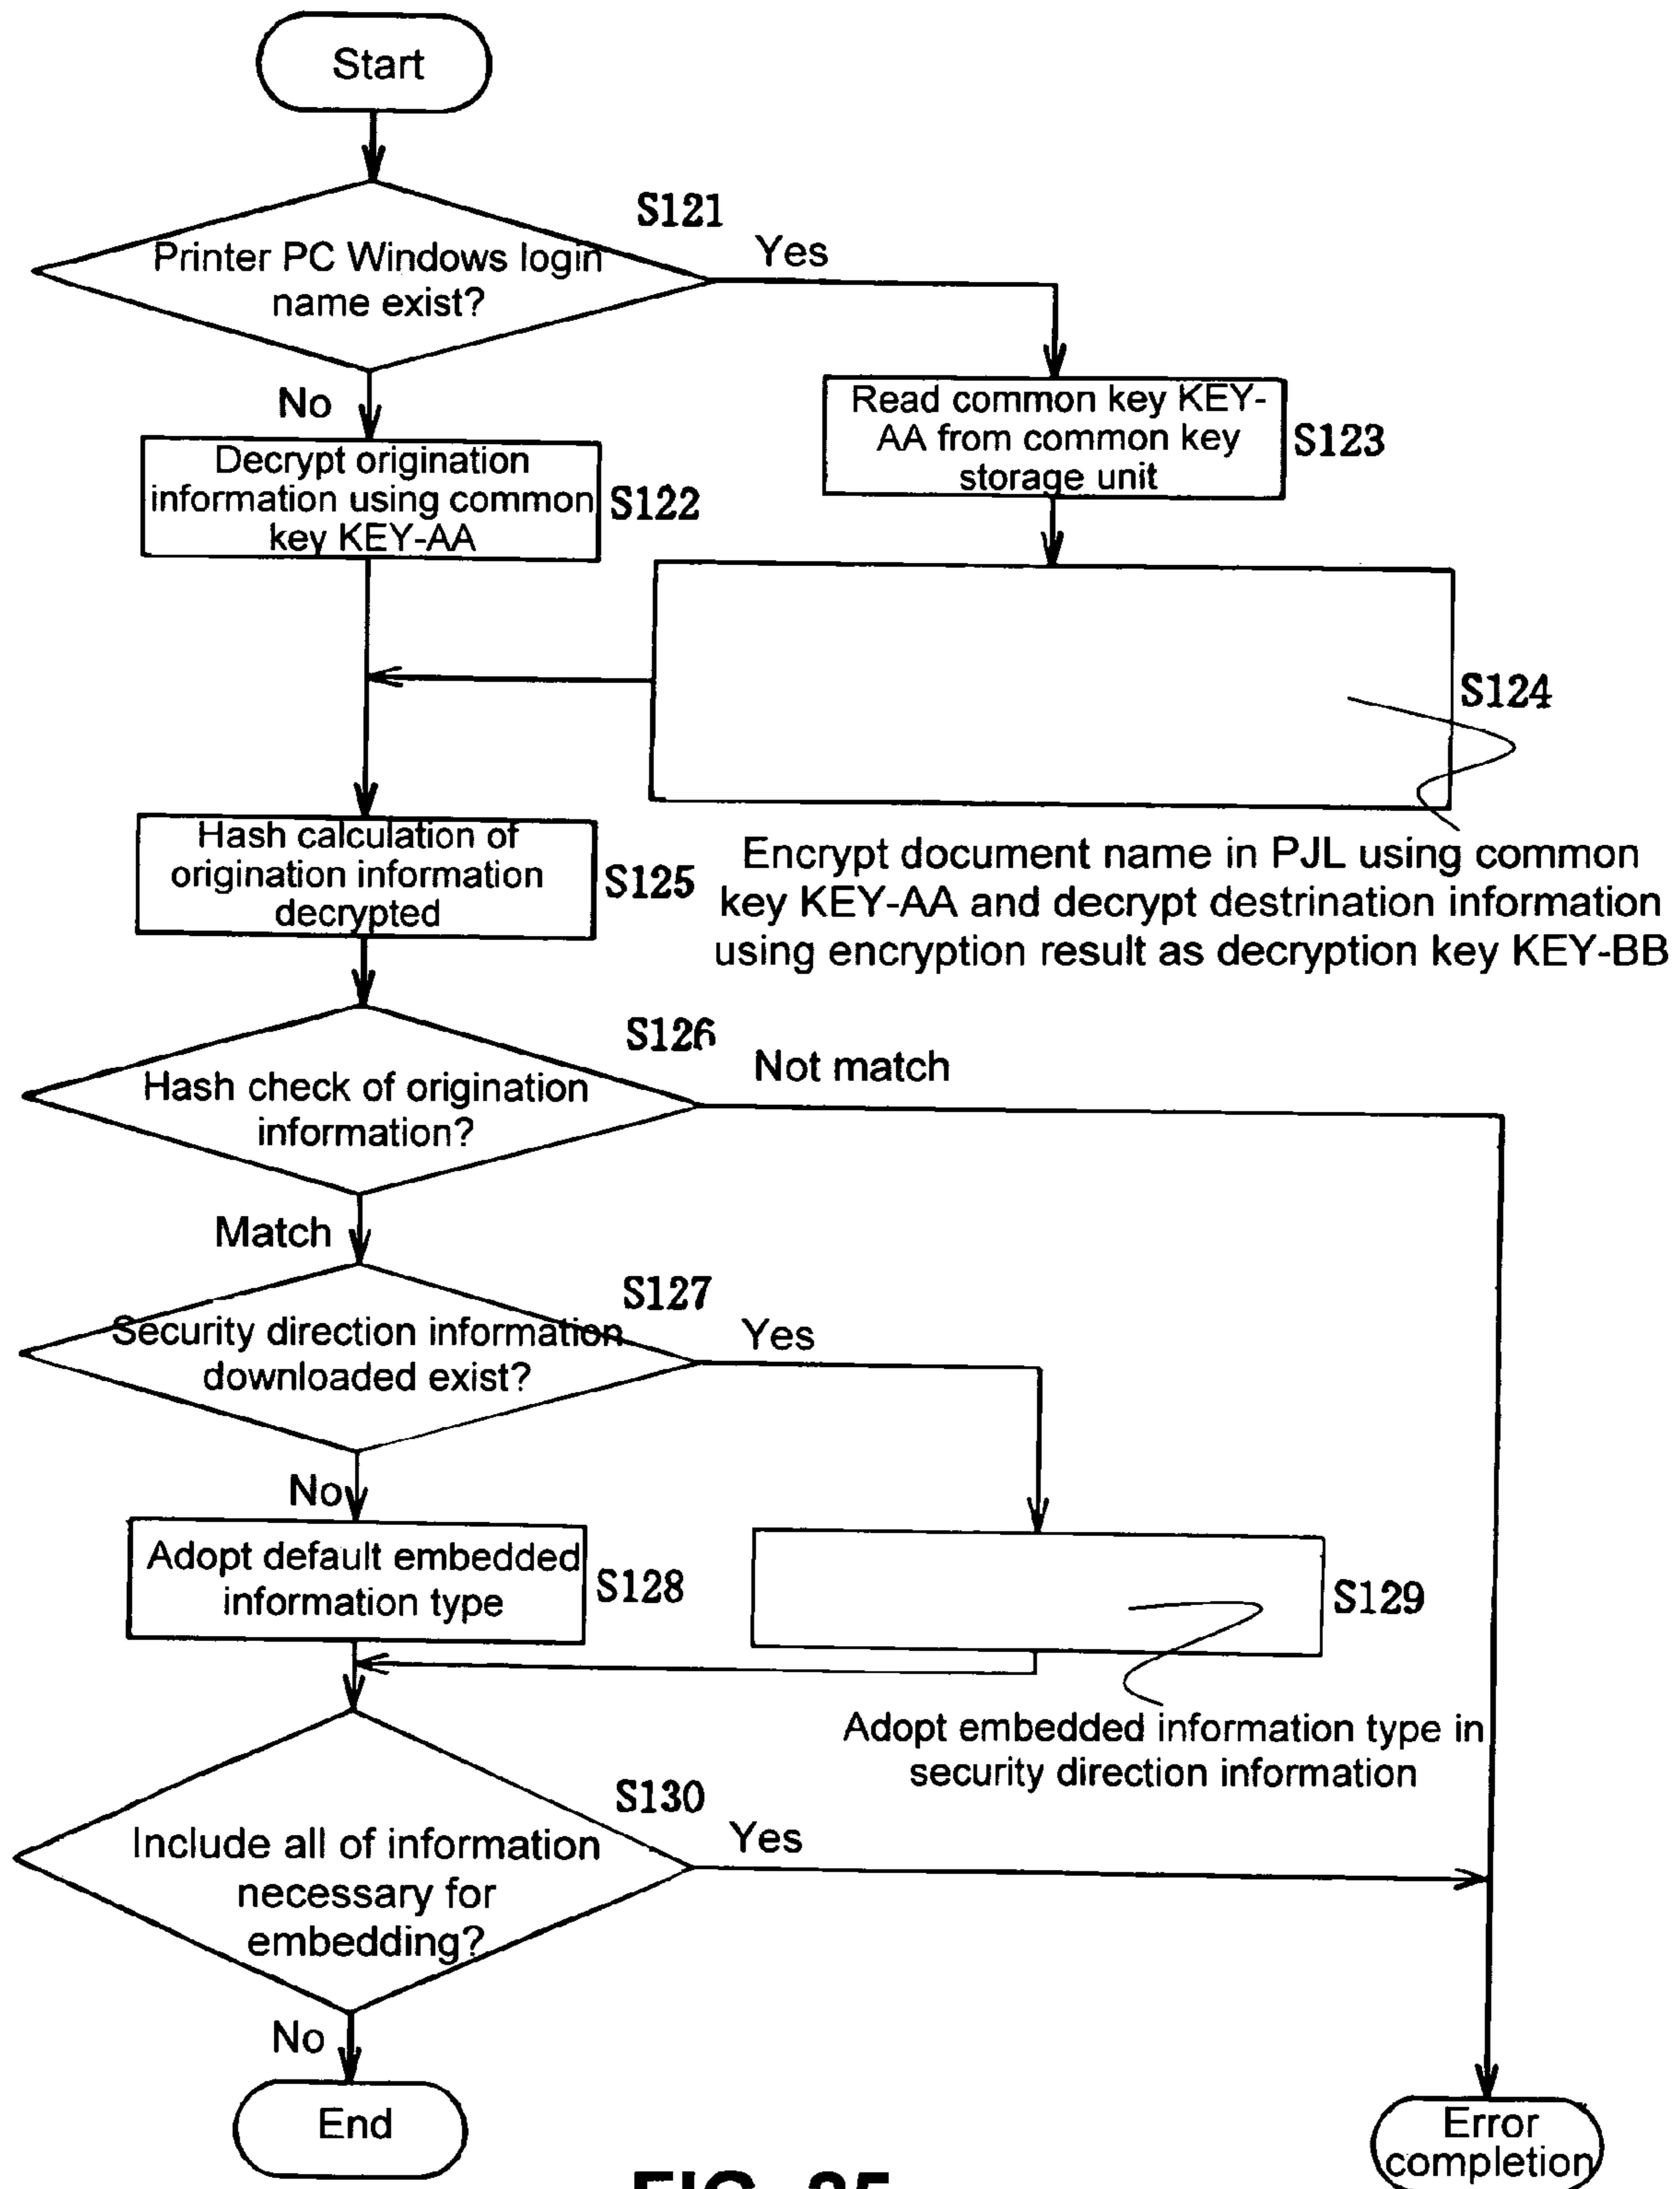 Start
S121
Printer PC Windows login
name exist?
Yes
No
Read common key KEY-
AA from common key
storage unit
S123
Decrypt origination
information using common
key KEY-AA
S122
S124
Encrypt document name in PJL using common
key KEY-AA and decrypt destrination information
using encryption result as decryption key KEY-BB
Hash calculation of
origination information
decrypted
S125
S126
Hash check of origination
information?
Not match
Match
S127
Security direction information
downloaded exist?
Yes
No
Adopt default embedded
information type
S128
S129
Adopt embedded information type in
security direction information
S130
Include all of information
necessary for
embedding?
Yes
No
End
Error
completion